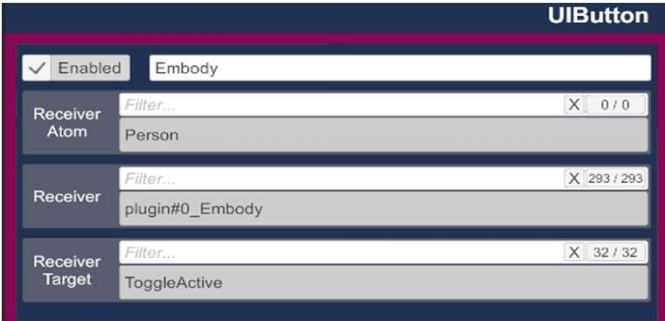 UIButton
Enabled Embody
Filter... X 0 / 0
Receiver Atom
Person
Filter... X 293 / 293
Receiver
plugin#0_Embody
Filter... X 32 / 32
Receiver Target
ToggleActive